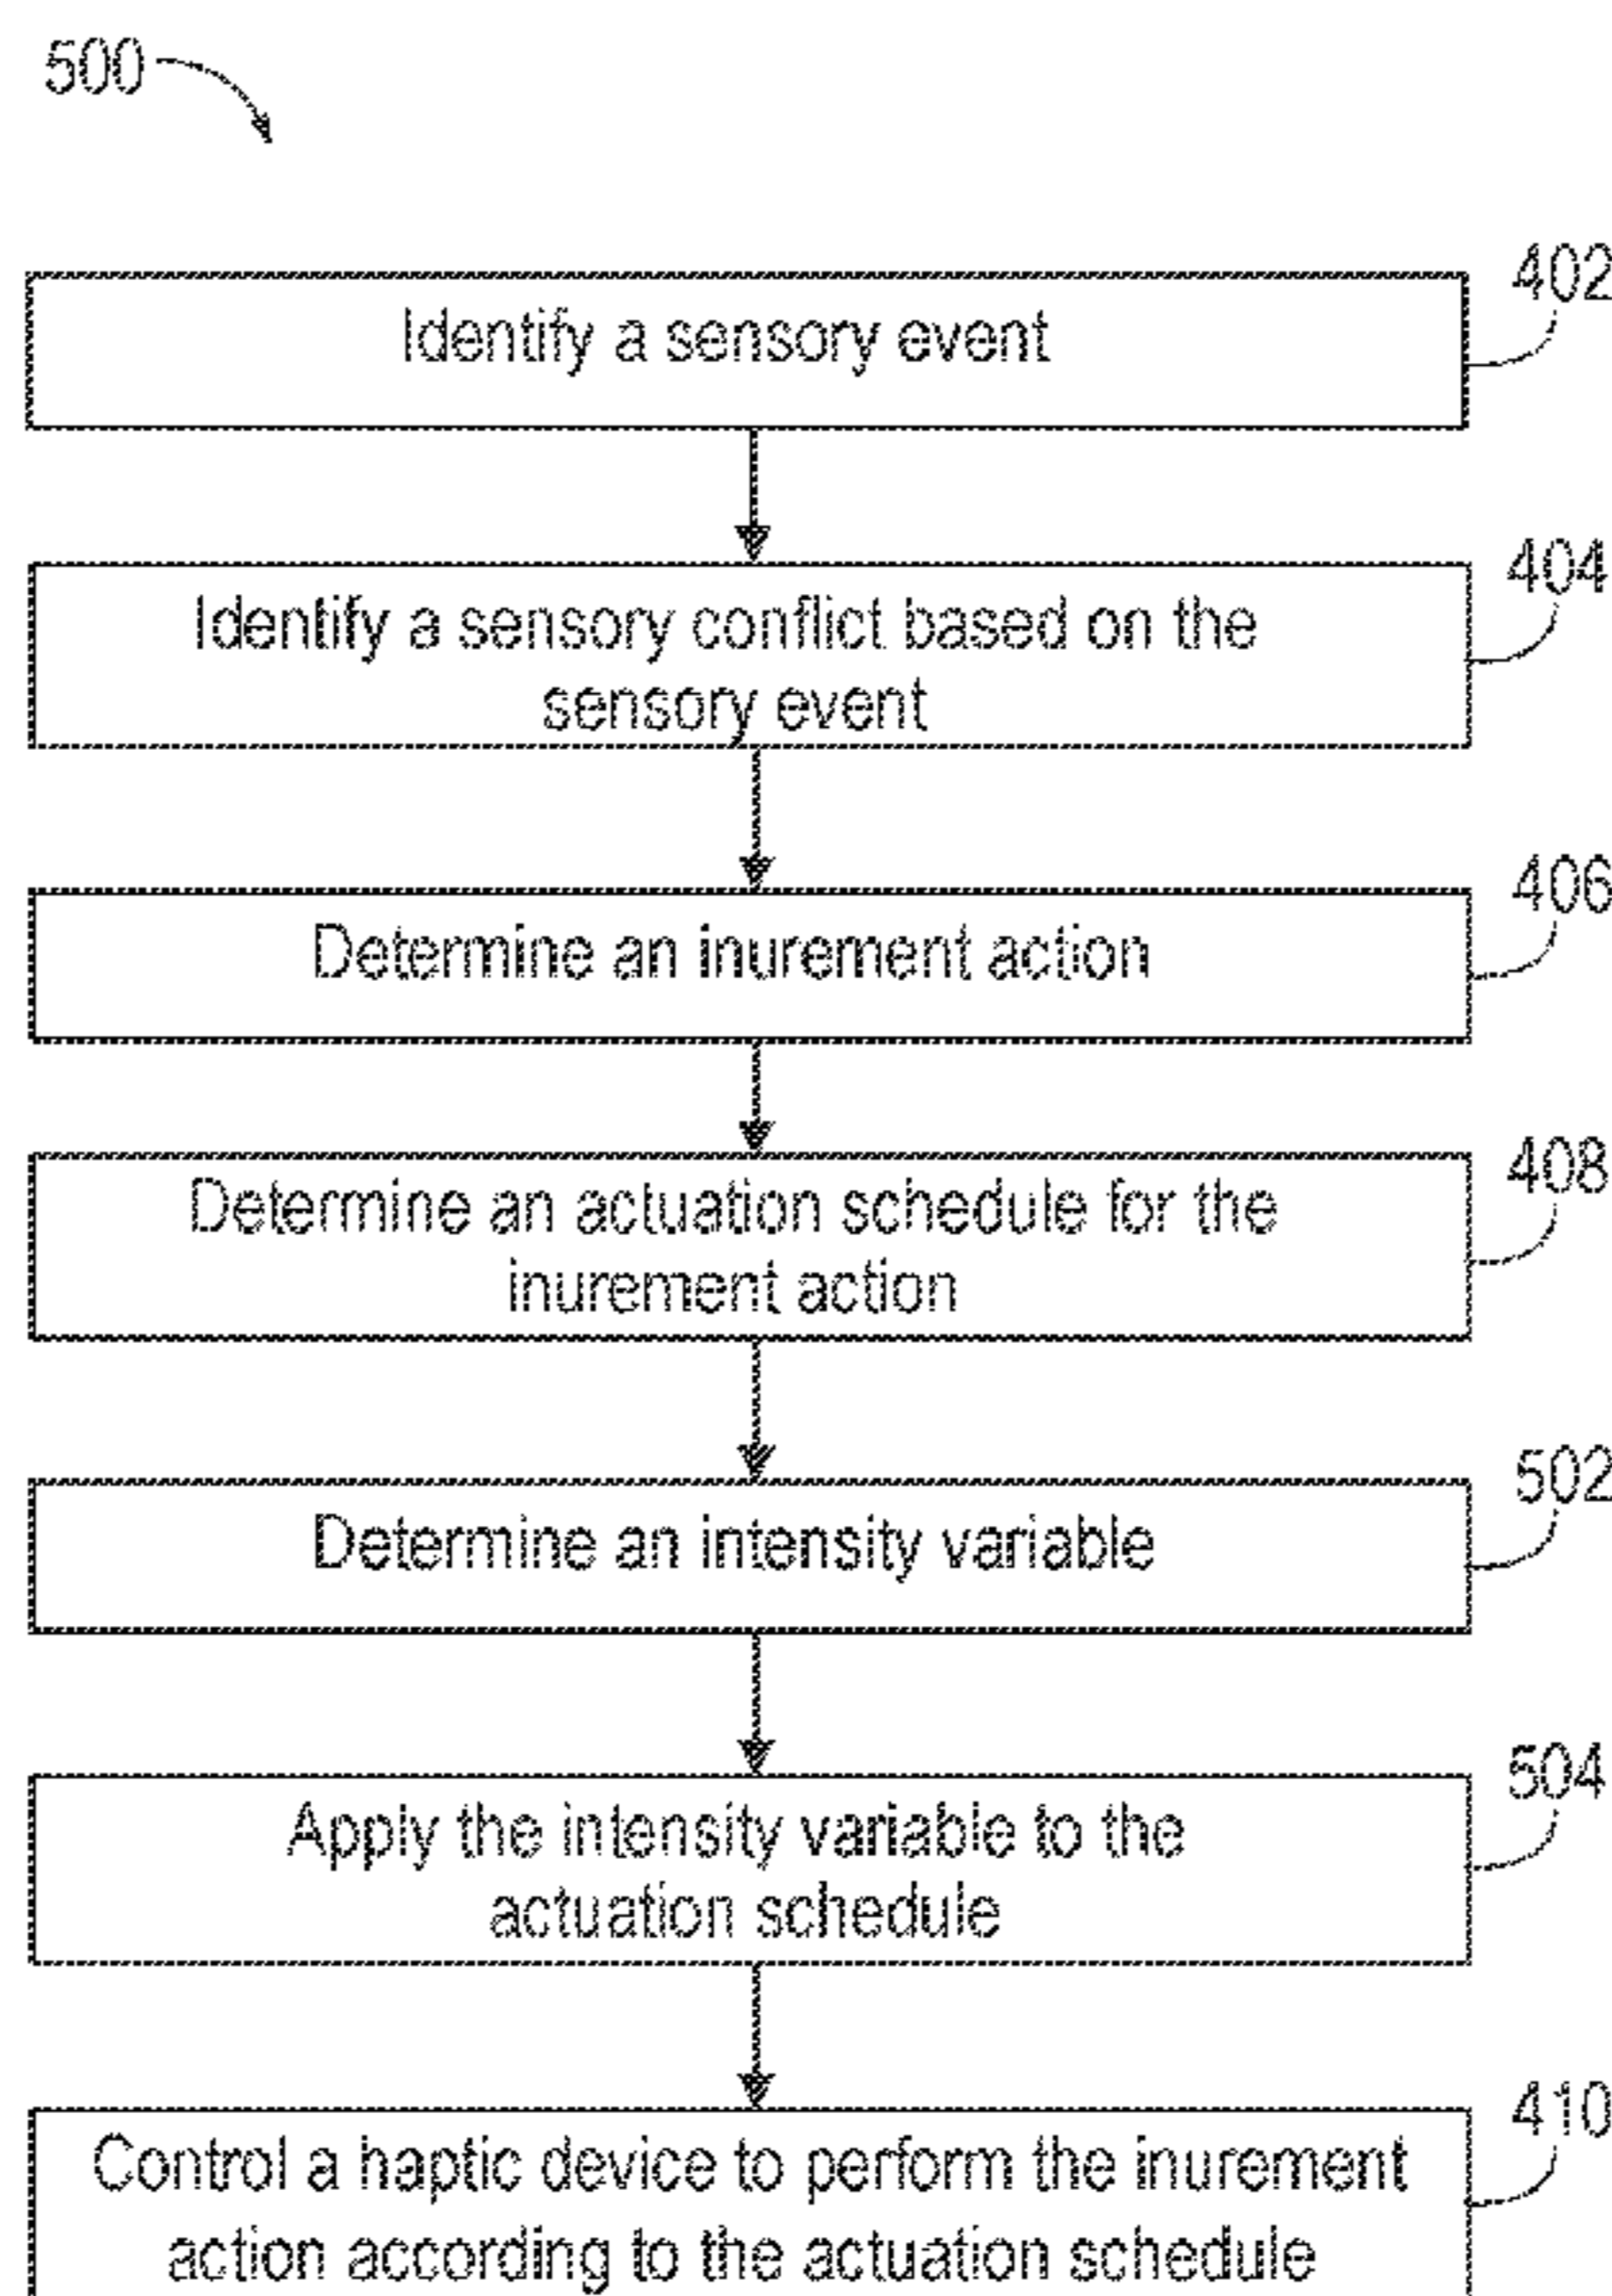 500
402
Identify a sensory event
404
Identify a sensory conflict based on the
sensory event
406
Determine an inurement action
408
Determine an actuation schedule for the
inurement action
502
Determine an intensity variable
504
Apply the intensity variable to the
actuation schedule
410
Control a haptic device to perform the inurement
action according to the actuation schedule